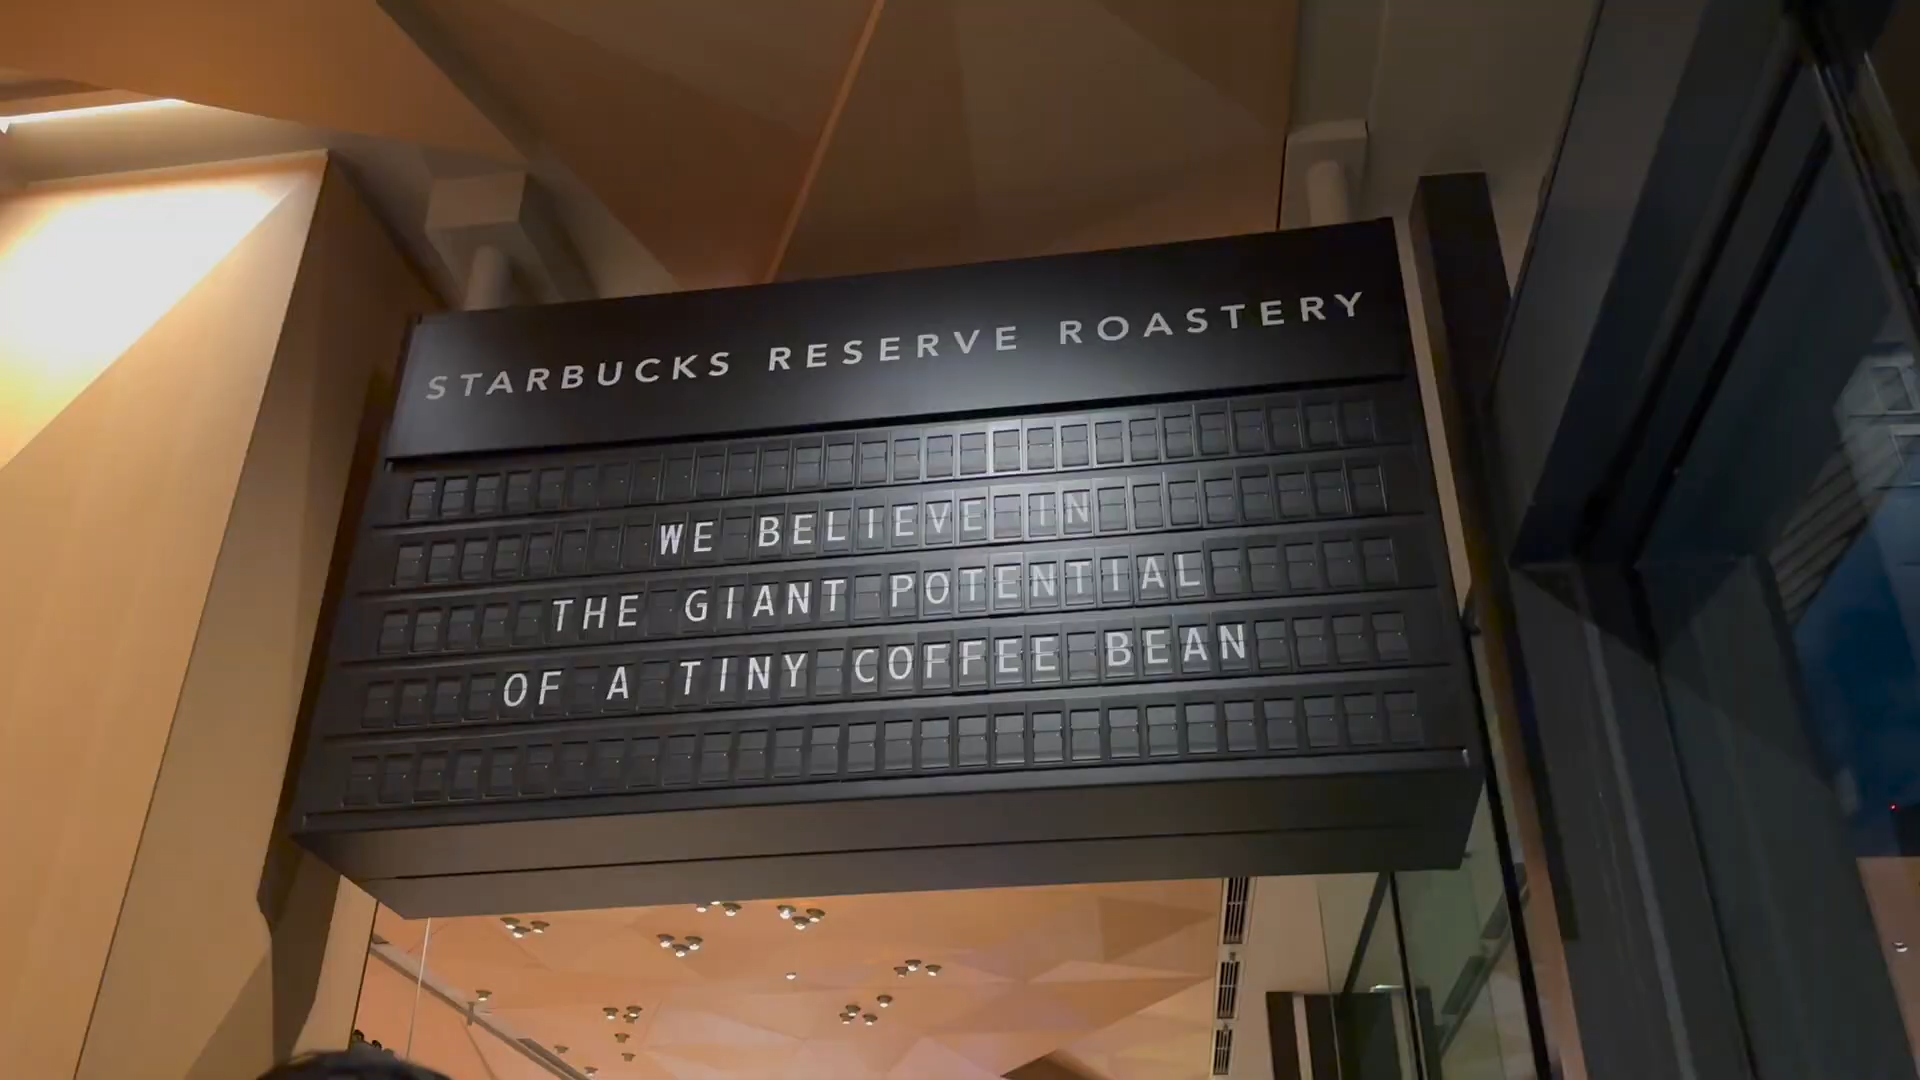 STARBUCKS RESERVE ROASTERY
WE BELIEVE IN
THE GIANT POTENTIAL
OF A TINY COFFEE BEAN